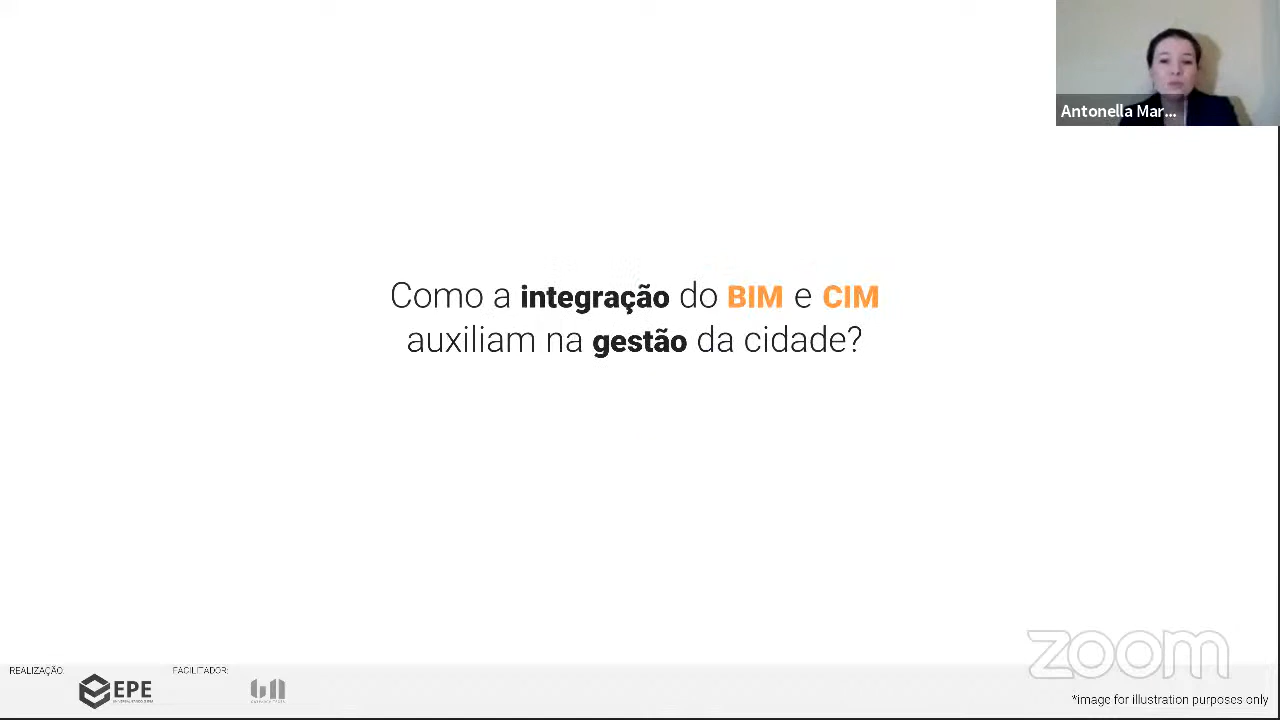 Antonella Mar...
Como a integração do BIM e CIM
auxiliam na gestão da cidade?
zoom
REALIZAÇÃO
FACILITADOR:
EPE
*image for illustration purposes only